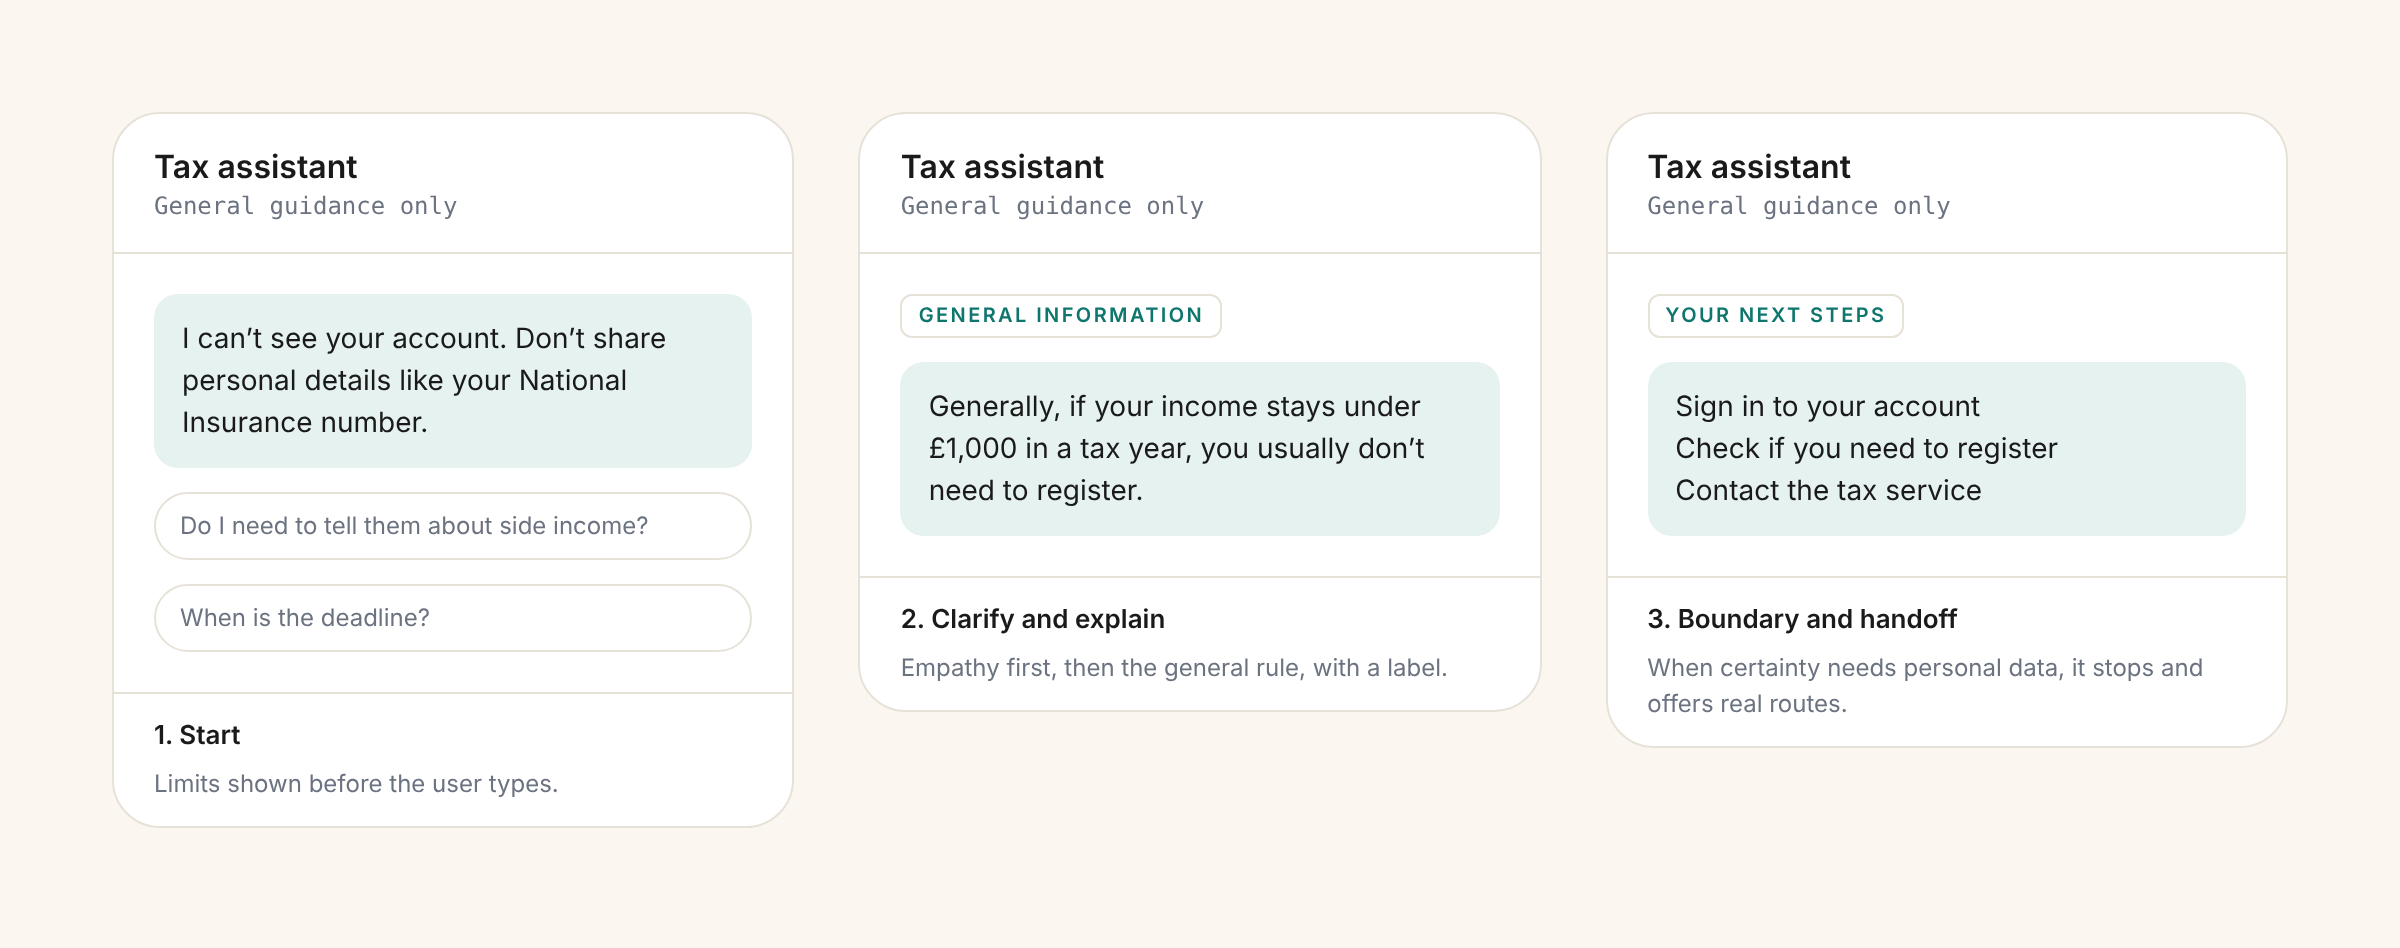 Tax assistant
General guidance only
I can’t see your account. Don’t share
personal details like your National
Insurance number.
Do I need to tell them about side income?
When is the deadline?
1. Start
Limits shown before the user types.
Tax assistant
General guidance only
GENERAL INFORMATION
Generally, if your income stays under
£1,000 in a tax year, you usually don’t
need to register.
2. Clarify and explain
Empathy first, then the general rule, with a label.
Tax assistant
General guidance only
YOUR NEXT STEPS
Sign in to your account
Check if you need to register
Contact the tax service
3. Boundary and handoff
When certainty needs personal data, it stops and
offers real routes.